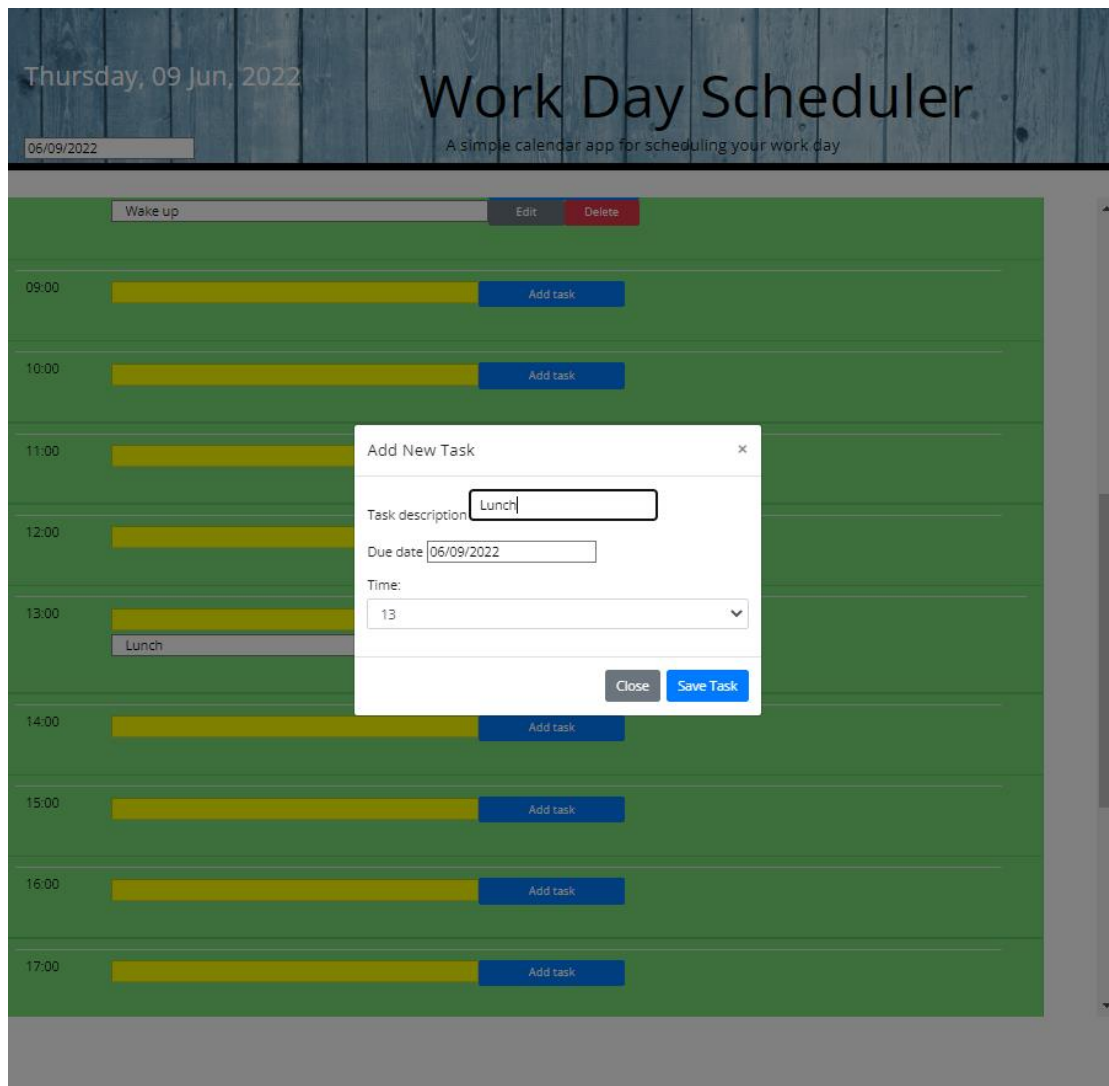 Thursday, 09 Jun, 2022
Work Day Scheduler
06/09/2022
A simple calendar app for scheduling your work day
Wake up Edit Delete
09:00 Add task
10:00 Add task
11:00
Add New Task ×
Task description Lunch
12:00
Due date 06/09/2022
Time:
13:00
13
Lunch
Close Save Task
14:00 Add task
15:00 Add task
16:00 Add task
17:00 Add task